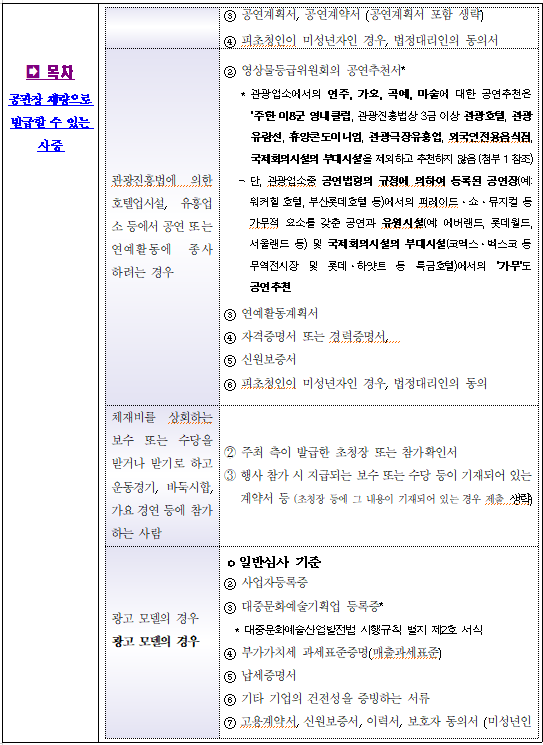 ➲ 목차
공관장 재량으로
발급할 수 있는
사증
③ 공연계획서, 공연계약서 (공연계획서 포함 생략)
④ 피초청인이 미성년자인 경우, 법정대리인의 동의서
관광진흥법에 의한
호텔업시설, 유흥업
소 등에서 공연 또는
연예활동에 종사
하려는 경우
② 영상물등급위원회의 공연추천서*
* 관광업소에서의 연주, 가요, 곡예, 마술에 대한 공연추천은
'주한 미8군 영내클럽, 관광진흥법상 3급 이상 관광호텔, 관광
유람선, 휴양콘도미니엄, 관광극장유흥업, 외국인전용음식점,
국제회의시설의 부대시설'을 제외하고 추천하지 않음 (첨부 1 참조)
- 단, 관광업소중 공연법령의 규정에 의하여 등록된 공연장(예:
워커힐 호텔, 부산롯데호텔 등)에서의 퍼레이드·쇼·뮤지컬 등
가무적 요소를 갖춘 공연과 유원시설(예: 에버랜드, 롯데월드,
서울랜드 등) 및 국제회의시설의 부대시설(코엑스·벡스코 등
무역전시장 및 롯데·하얏트 등 특급호텔)에서의 '가무'도
공연추천
③ 연예활동계획서
④ 자격증명서 또는 경력증명서,
⑤ 신원보증서
⑥ 피초청인이 미성년자인 경우, 법정대리인의 동의
체재비를 상회하는
보수 또는 수당을
받거나 받기로 하고
운동경기, 바둑시합,
가요 경연 등에 참가
하는 사람
② 주최 측이 발급한 초청장 또는 참가확인서
③ 행사 참가 시 지급되는 보수 또는 수당 등이 기재되어 있는
계약서 등 (초청장 등에 그 내용이 기재되어 있는 경우 제출 생략)
광고 모델의 경우
광고 모델의 경우
o 일반심사 기준
② 사업자등록증
③ 대중문화예술기획업 등록증*
* 대중문화예술산업발전법 시행규칙 별지 제2호 서식
④ 부가가치세 과세표준증명(매출과세표준)
⑤ 납세증명서
⑥ 기타 기업의 건전성을 증빙하는 서류
⑦ 고용계약서, 신원보증서, 이력서, 보호자 동의서 (미성년인